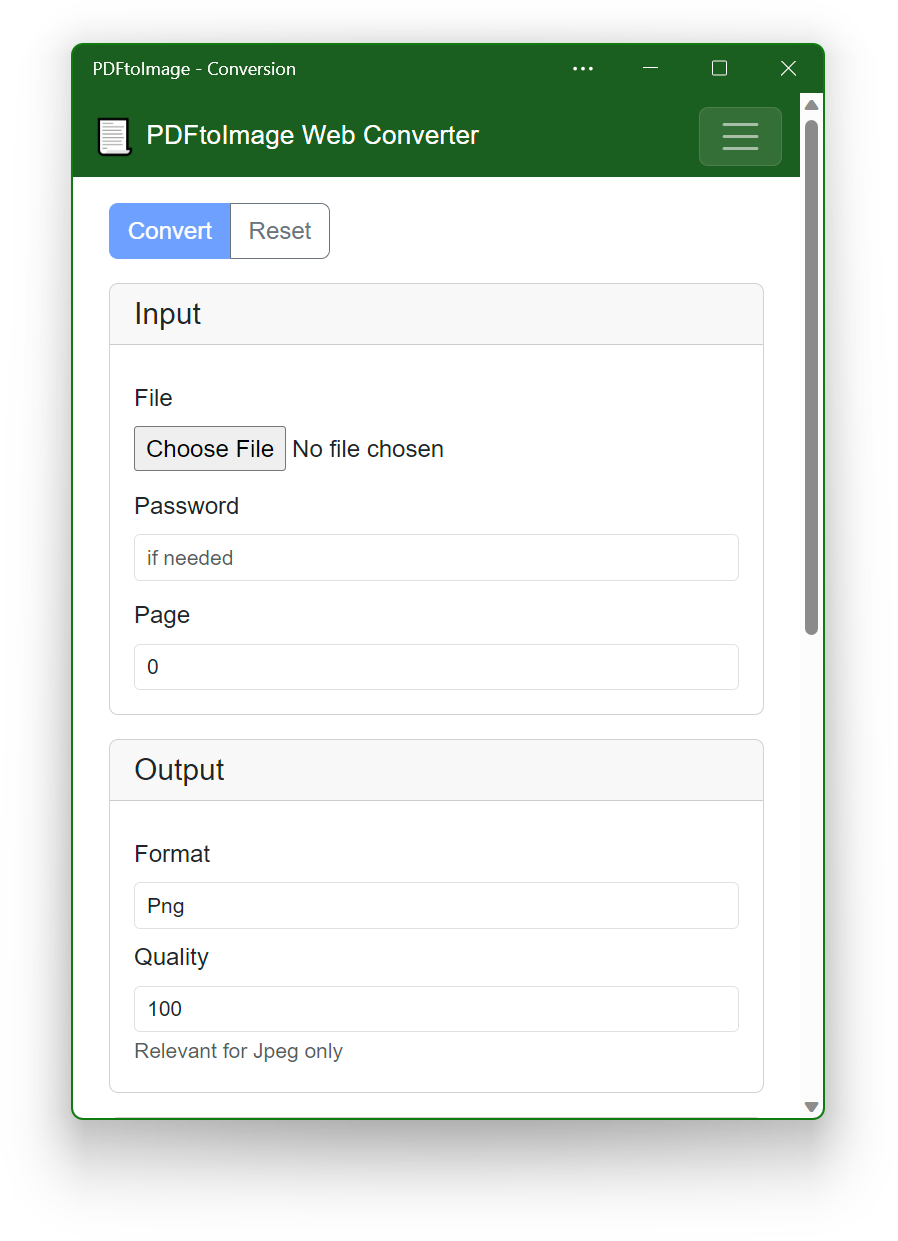 PDFtoImage - Conversion
PDFtoImage Web Converter
Convert Reset
Input
File
Choose File No file chosen
Password
if needed
Page
0
Output
Format
Png
Quality
100
Relevant for Jpeg only